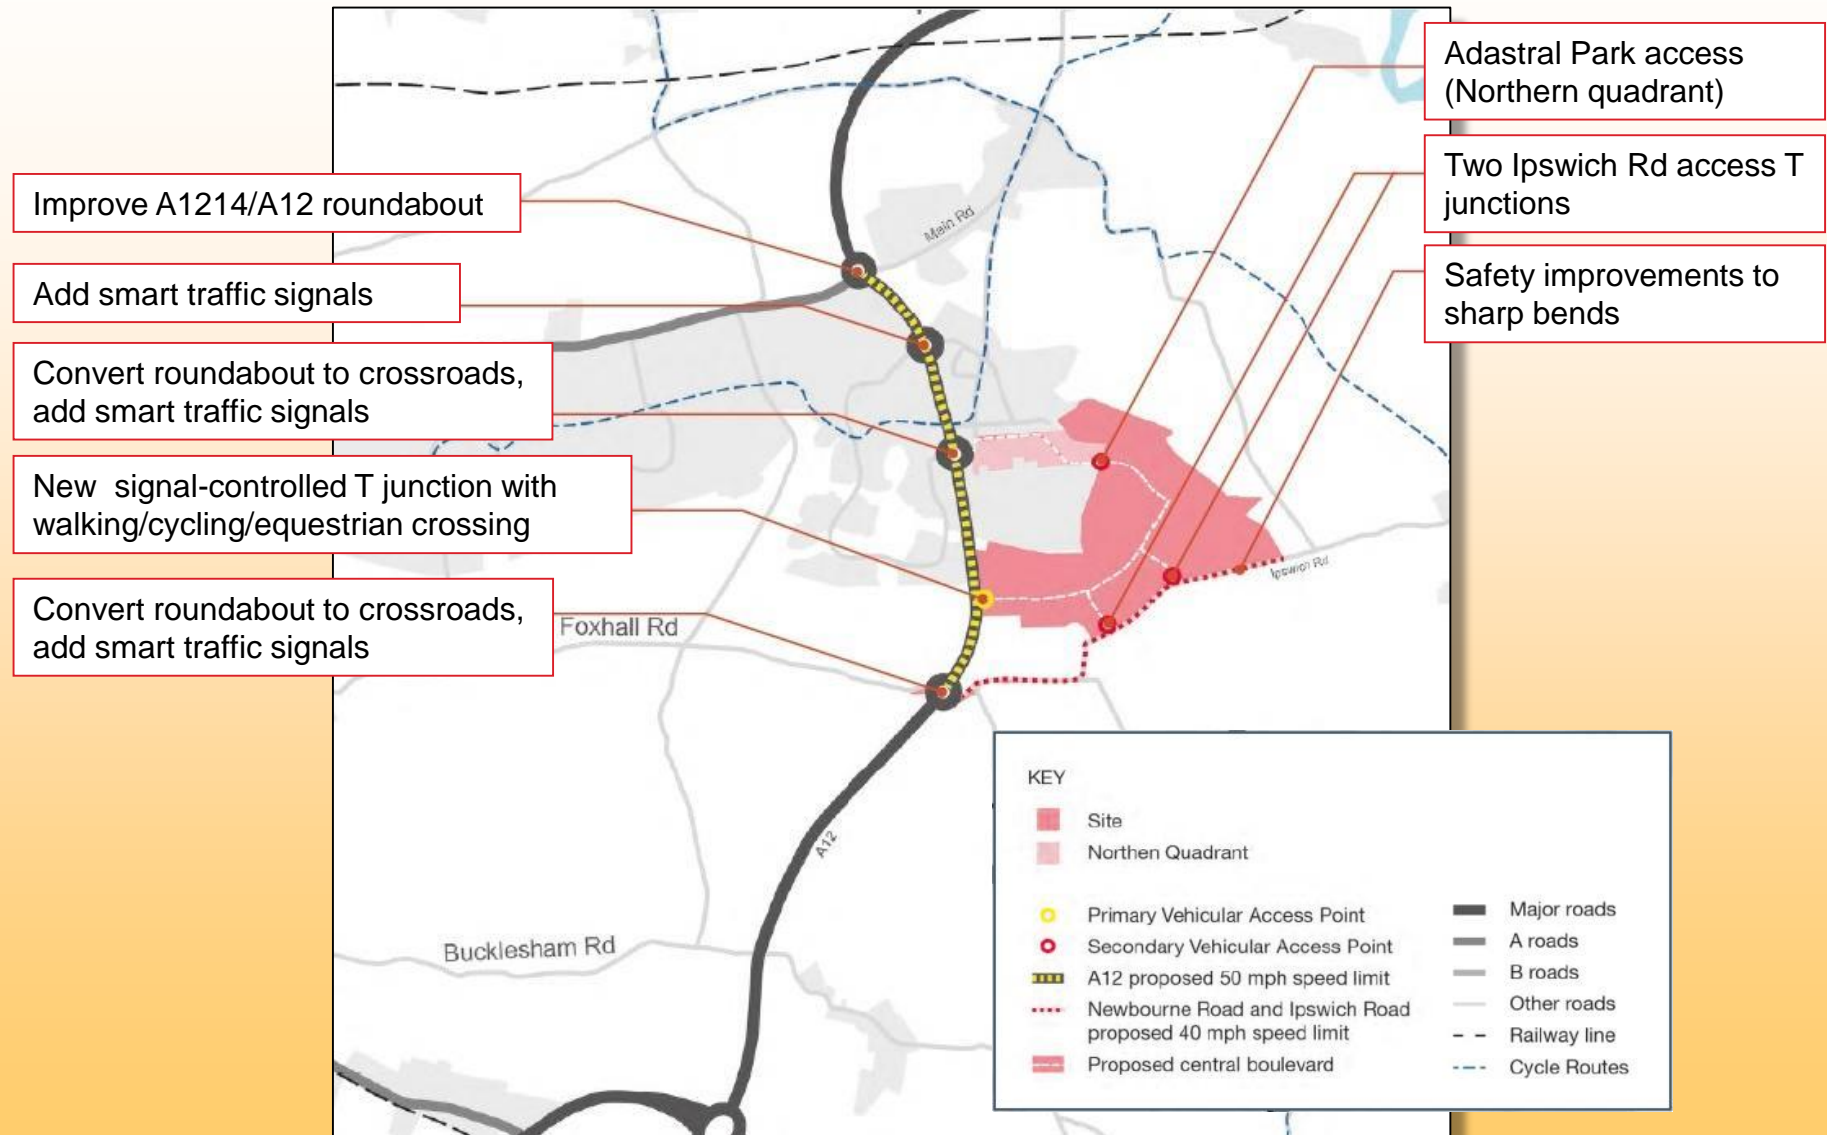 Improve A1214/A12 roundabout
Add smart traffic signals
Convert roundabout to crossroads,
add smart traffic signals
New signal-controlled T junction with
walking/cycling/equestrian crossing
Convert roundabout to crossroads,
add smart traffic signals
Adastral Park access
(Northern quadrant)
Two Ipswich Rd access T
junctions
Safety improvements to
sharp bends
Main Rd
Ipswich Rd
Foxhall Rd
A12
Bucklesham Rd
KEY
Site
Northen Quadrant
Primary Vehicular Access Point
Secondary Vehicular Access Point
A12 proposed 50 mph speed limit
Newbourne Road and Ipswich Road
proposed 40 mph speed limit
Proposed central boulevard
Major roads
A roads
B roads
Other roads
Railway line
Cycle Routes